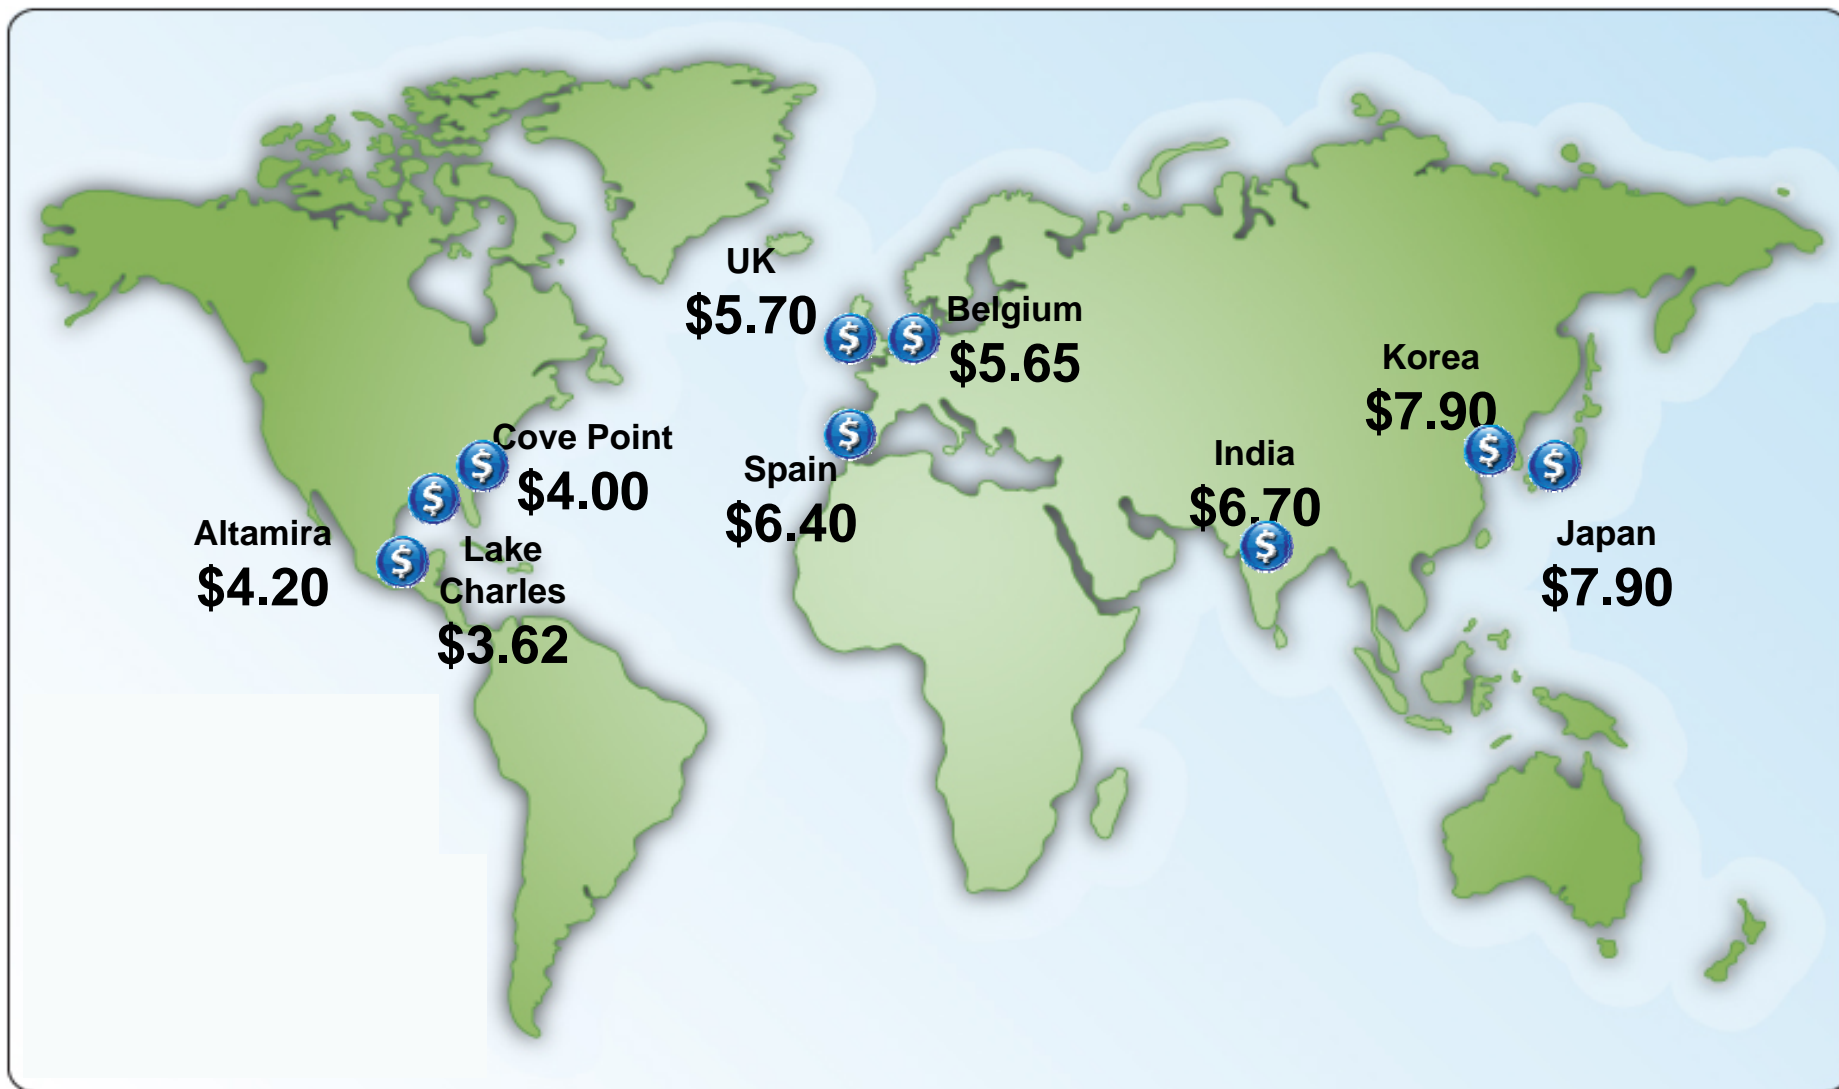 UK
$5.70
Belgium
$5.65
Korea
$7.90
Cove Point
$4.00
India
$6.70
Spain
$6.40
Altamira
$4.20
Lake
Charles
$3.62
Japan
$7.90
$
$
$
$
$
$
$
$
$